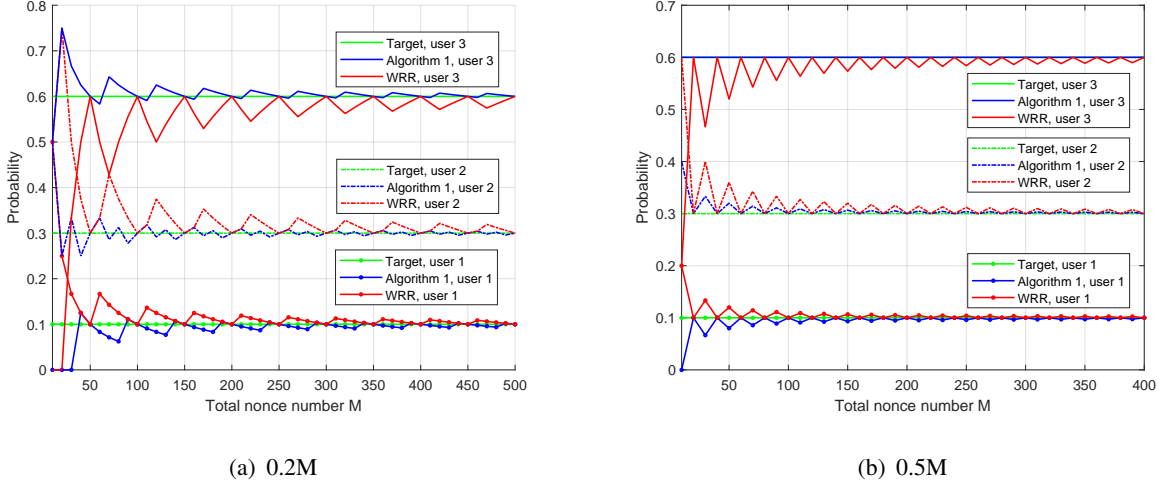 0.8
0.7
0.6
0.5
0.4
0.3
0.2
0.1
0
Probability
50 100 150 200 250 300 350 400 450 500
Total nonce number M
Target, user 3
Algorithm 1, user 3
WRR, user 3
Target, user 2
Algorithm 1, user 2
WRR, user 2
Target, user 1
Algorithm 1, user 1
WRR, user 1
(a) 0.2M
0.7
0.6
0.5
0.4
0.3
0.2
0.1
0
Probability
50 100 150 200 250 300 350 400
Total nonce number M
Target, user 3
Algorithm 1, user 3
WRR, user 3
Target, user 2
Algorithm 1, user 2
WRR, user 2
Target, user 1
Algorithm 1, user 1
WRR, user 1
(b) 0.5M